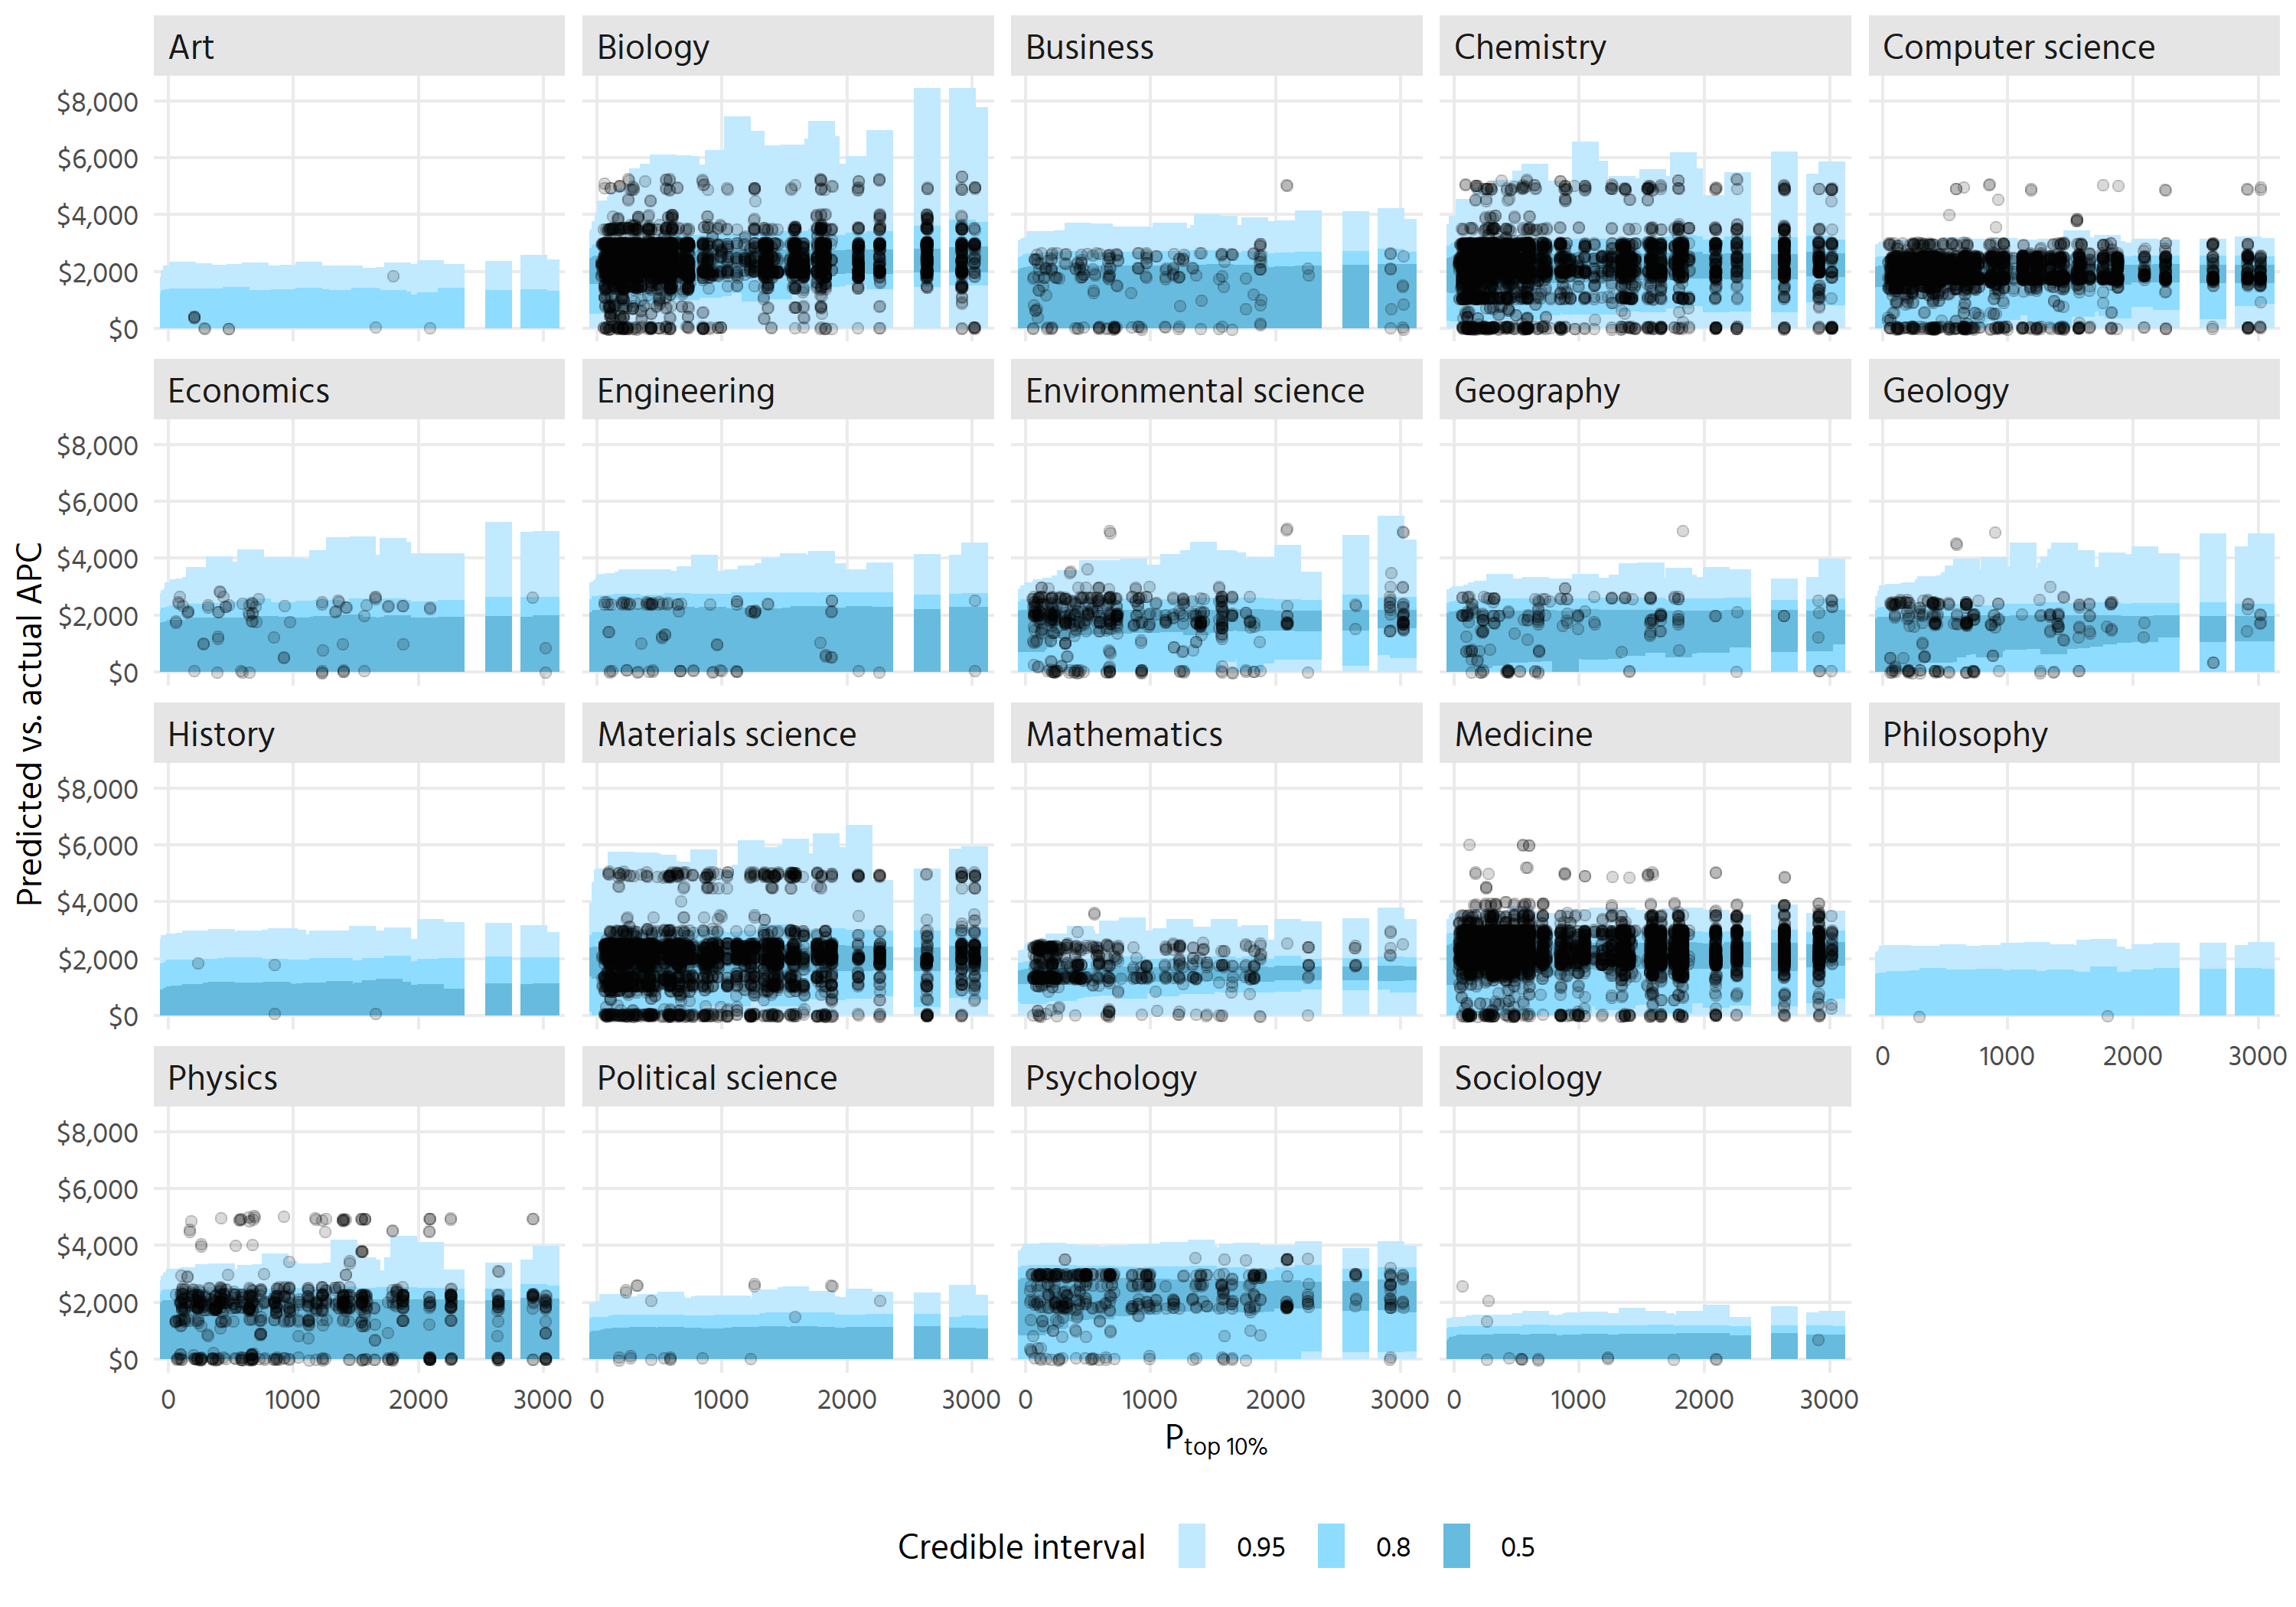 Art
Biology
Business
Chemistry
Computer science
$8,000
$6,000
$4,000
$2,000
$0
Economics
Engineering
Environmental science
Geography
Geology
$8,000
$6,000
$4,000
$2,000
$0
History
Materials science
Mathematics
Medicine
Philosophy
$8,000
$6,000
$4,000
$2,000
$0
0 1000 2000 3000
Physics
Political science
Psychology
Sociology
$8,000
$6,000
$4,000
$2,000
$0
0 1000 2000 3000
0 1000 2000 3000
0 1000 2000 3000
0 1000 2000 3000
Predicted vs. actual APC
Ptop 10%
Credible interval 0.95 0.8 0.5